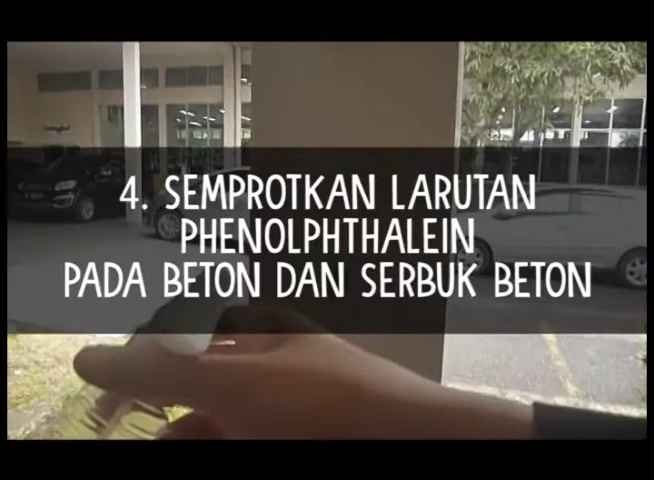 4. SEMPROTKAN LARUTAN
PHENOLPHTHALEIN
PADA BETON DAN SERBUK BETON